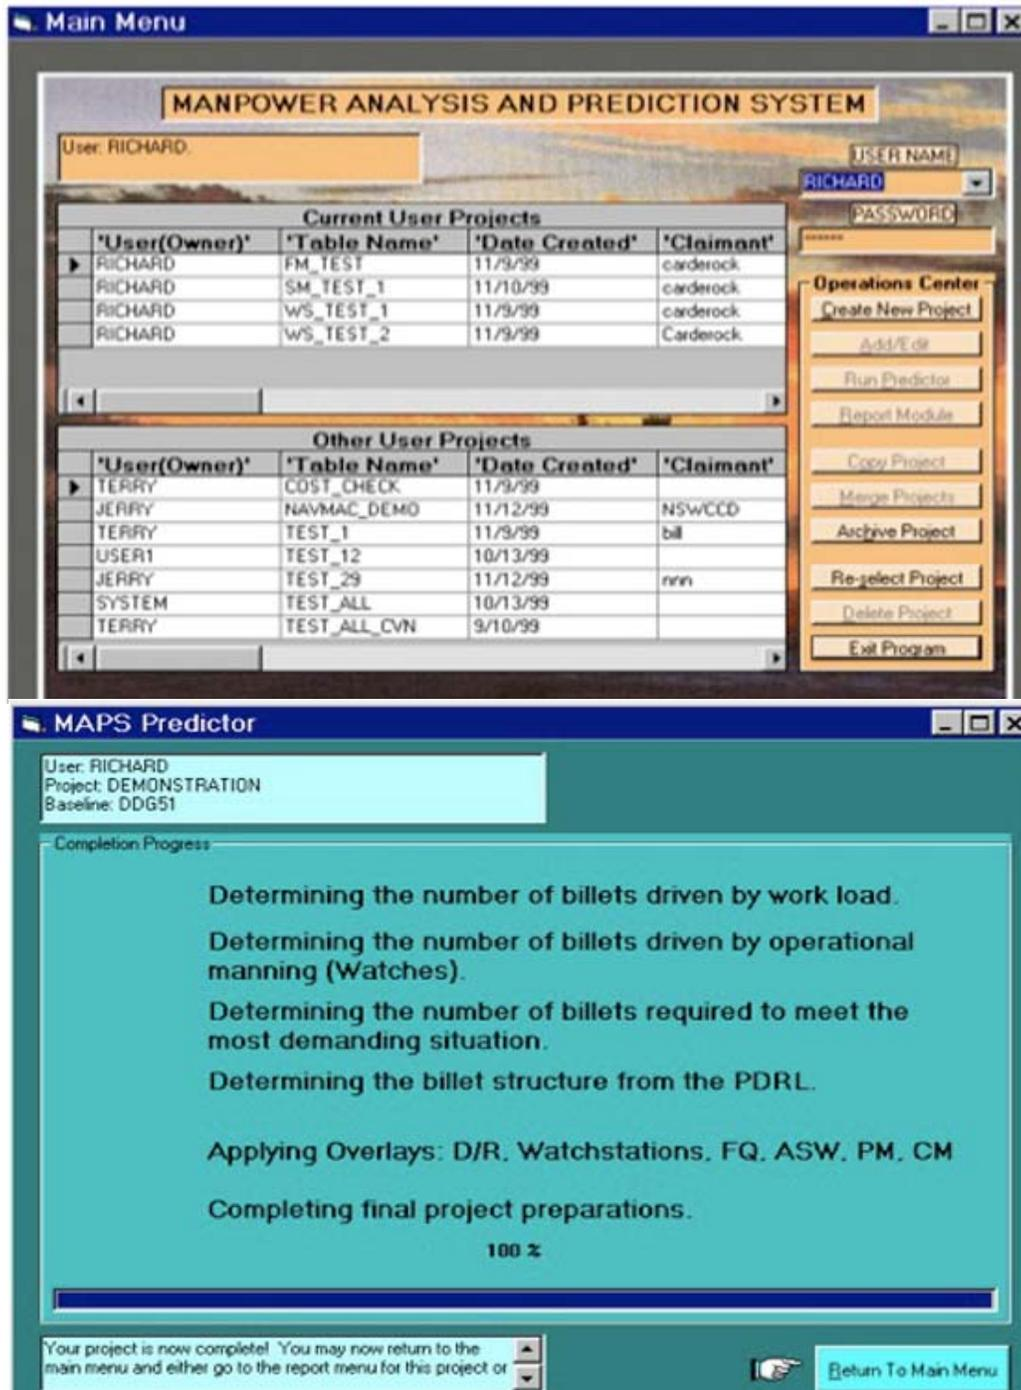 Main Menu
MANPOWER ANALYSIS AND PREDICTION SYSTEM
User: RICHARD.
USER NAME
RICHARD
PASSWORD
******
Current User Projects
'User(Owner)' 'Table Name' 'Date Created' 'Claimant'
RICHARD FM_TEST 11/9/99 carderock
RICHARD SM_TEST_1 11/10/99 carderock
RICHARD WS_TEST_1 11/9/99 carderock
RICHARD WS_TEST_2 11/9/99 Carderock
Other User Projects
'User(Owner)' 'Table Name' 'Date Created' 'Claimant'
TERRY COST_CHECK 11/9/99
JERRY NAVMAC_DEMO 11/12/99 NSWCCD
TERRY TEST_1 11/9/99 bill
USER1 TEST_12 10/13/99
JERRY TEST_29 11/12/99 nnn
SYSTEM TEST_ALL 10/13/99
TERRY TEST_ALL_CVN 9/10/99
Operations Center
Create New Project
Add/Edit
Run Predictor
Report Module
Copy Project
Merge Projects
Archive Project
Re-select Project
Delete Project
Exit Program
MAPS Predictor
User: RICHARD
Project: DEMONSTRATION
Baseline: DDG51
Completion Progress
Determining the number of billets driven by work load.
Determining the number of billets driven by operational
manning (Watches).
Determining the number of billets required to meet the
most demanding situation.
Determining the billet structure from the PDRL.
Applying Overlays: D/R, Watchstations, FQ, ASW, PM, CM
Completing final project preparations.
100 %
Your project is now complete! You may now return to the
main menu and either go to the report menu for this project or
Return To Main Menu